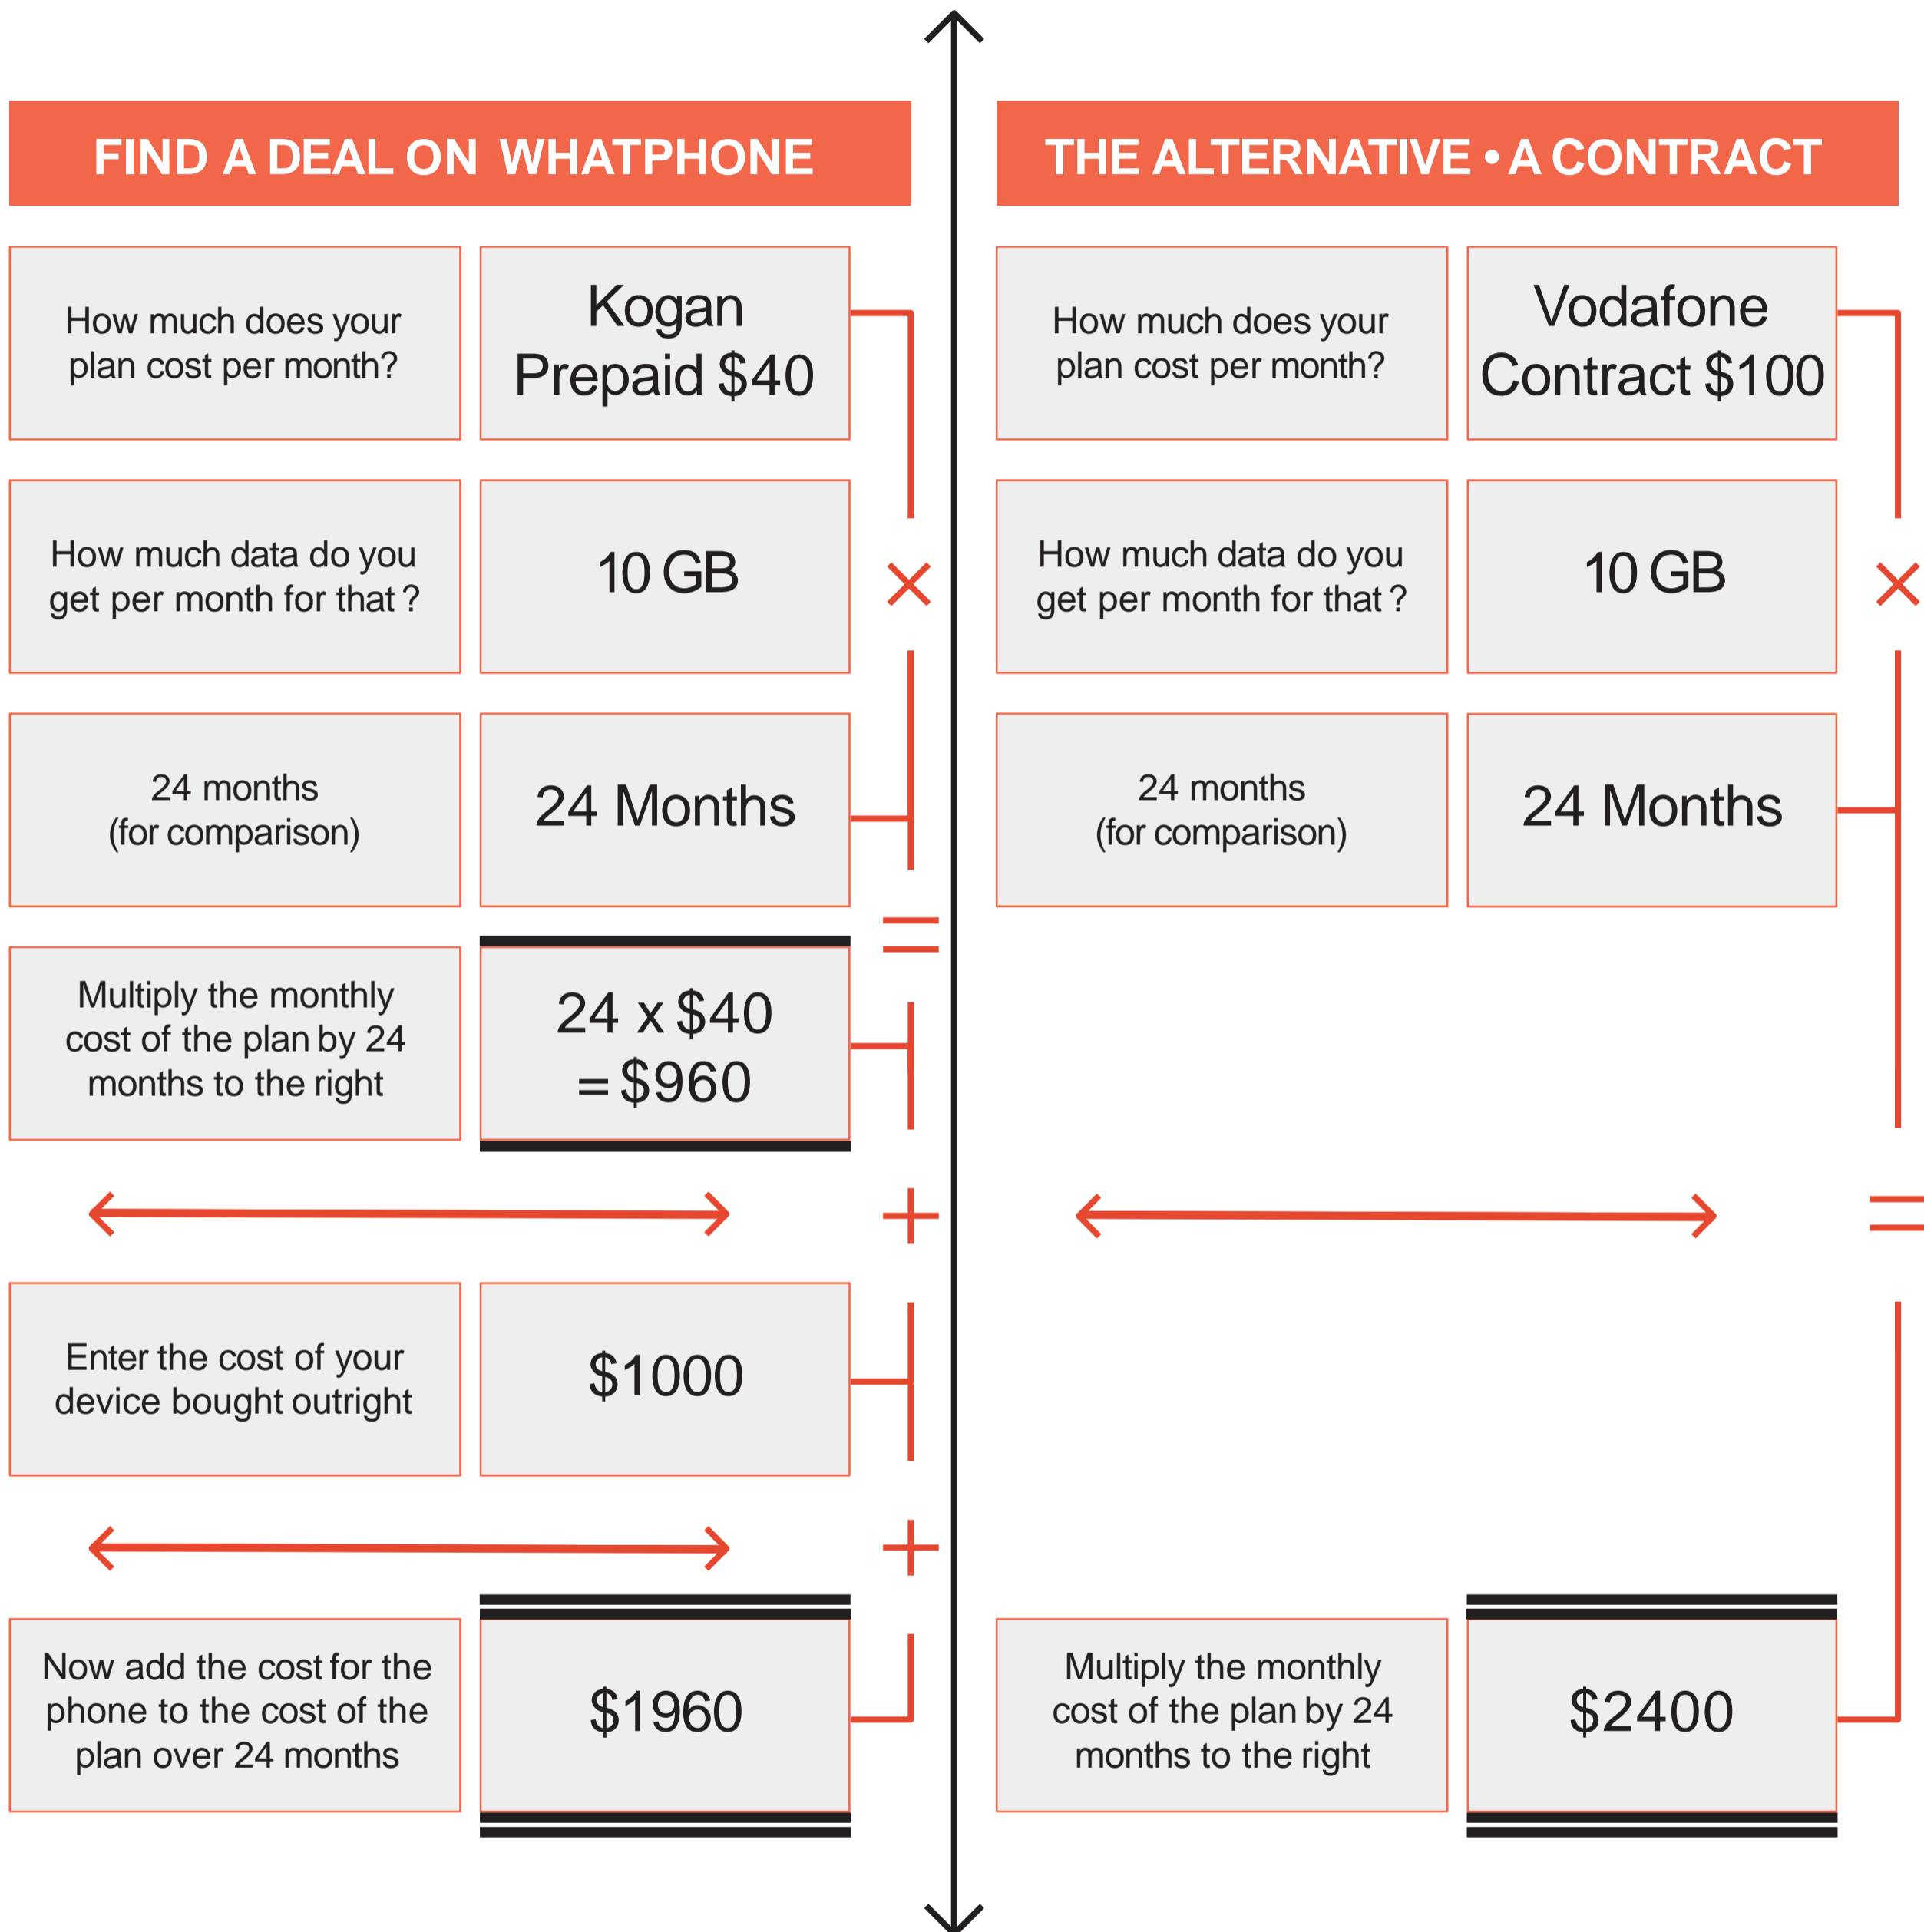 FIND A DEAL ON WHATPHONE
How much does your
plan cost per month?
Kogan
Prepaid $40
How much data do you
get per month for that ?
10 GB
24 months
(for comparison)
24 Months
Multiply the monthly
cost of the plan by 24
months to the right
24 x $40
= $960
Enter the cost of your
device bought outright
$1000
Now add the cost for the
phone to the cost of the
plan over 24 months
$1960
THE ALTERNATIVE • A CONTRACT
How much does your
plan cost per month?
Vodafone
Contract $100
How much data do you
get per month for that ?
10 GB
24 months
(for comparison)
24 Months
Multiply the monthly
cost of the plan by 24
months to the right
$2400